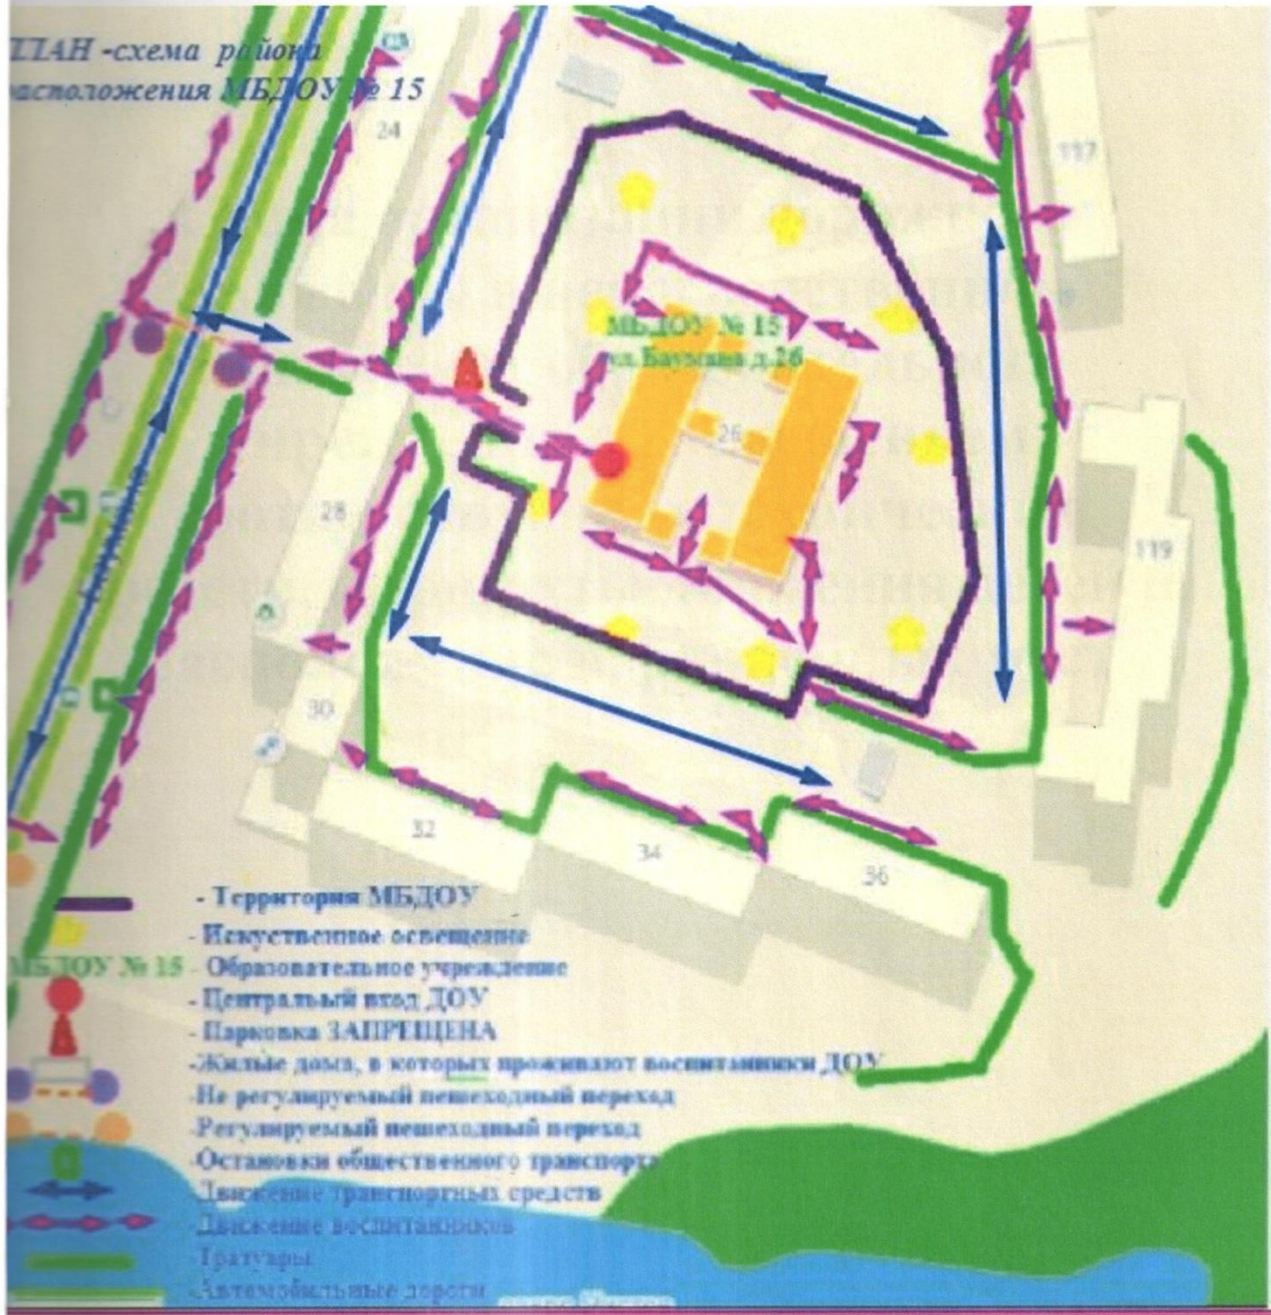 ПЛАН -схема района
расположения МБДОУ № 15
24
117
МБДОУ № 15
ул.Баумана д.26
26
28
119
30
32
34
36
- Территория МБДОУ
- Искуственное освещение
МБДОУ № 15 - Образовательное учреждение
- Центральный вход ДОУ
- Парковка ЗАПРЕЩЕНА
-Жилые дома, в которых проживают воспитанники ДОУ
-Не регулируемый пешеходный переход
-Регулируемый пешеходный переход
-Остановки общественного транспорта
-Движение транспортных средств
-Движение воспитанников
-Тратуары
-Автомобильные дороги